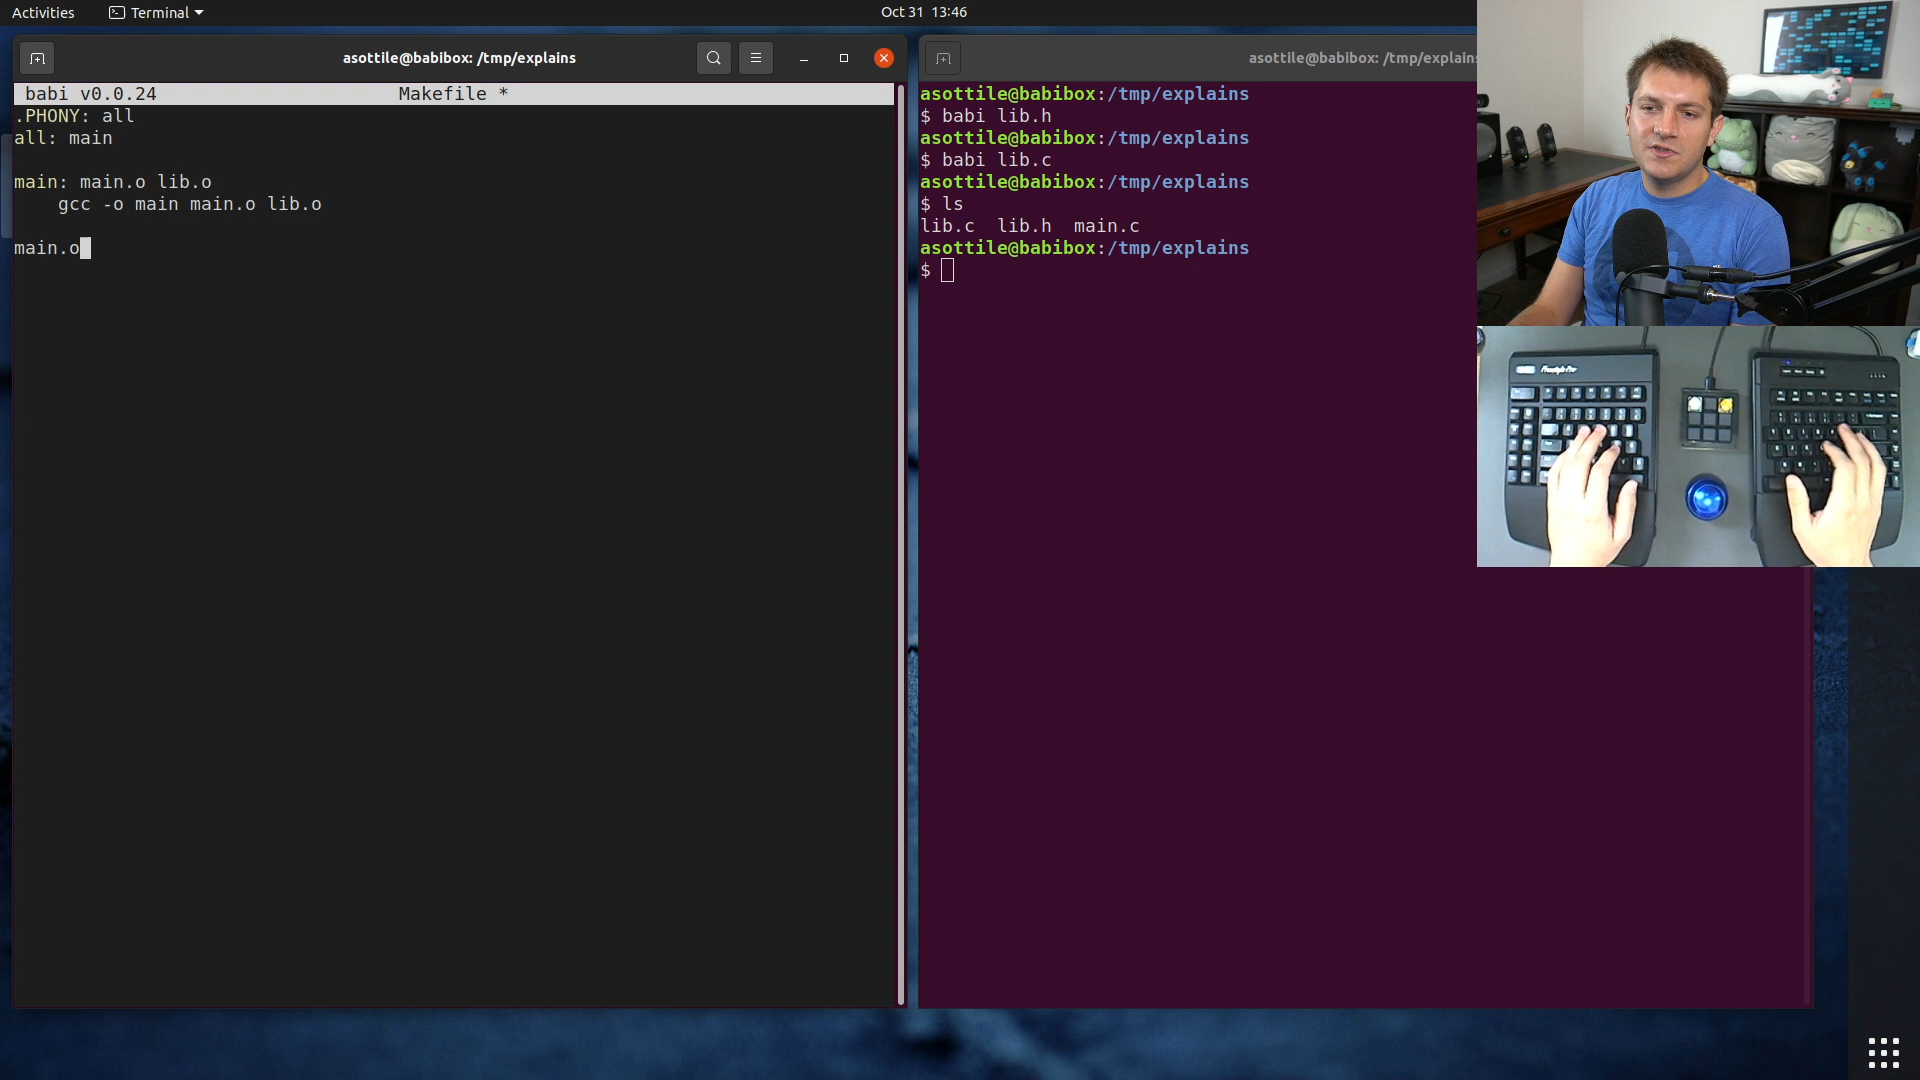 Activities
Terminal
Oct 31 13:46
asottile@babibox: /tmp/explains
babi v0.0.24 Makefile *
.PHONY: all
all: main
main: main.o lib.o
gcc -o main main.o lib.o
main.o
asottile@babibox: /tmp/explains
asottile@babibox:/tmp/explains
$ babi lib.h
asottile@babibox:/tmp/explains
$ babi lib.c
asottile@babibox:/tmp/explains
$ ls
lib.c lib.h main.c
asottile@babibox:/tmp/explains
$
Freestyle Pro